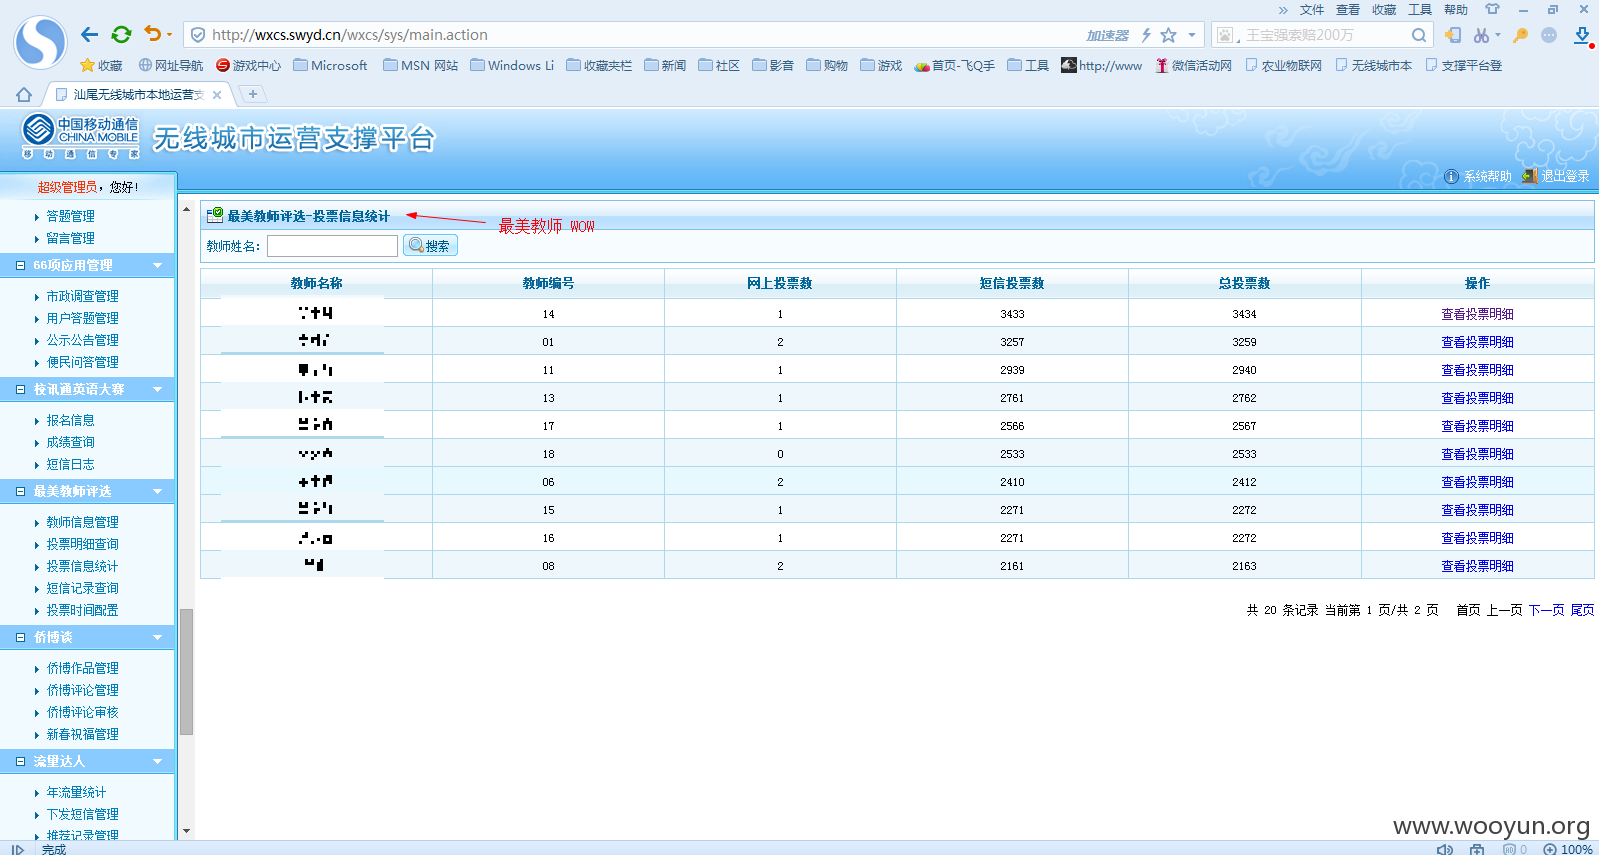 » 文件 查看 收藏 工具 帮助
http://wxcs.swyd.cn/wxcs/sys/main.action 加速器 王宝强索赔200万
收藏 网址导航 游戏中心 Microsoft MSN 网站 Windows Li 收藏夹栏 新闻 社区 影音 购物 游戏 首页-飞Q手 工具 http://www 微信活动网 农业物联网 无线城市本 支撑平台登
汕尾无线城市本地运营支
中国移动通信
CHINA MOBILE
移动通信专家
无线城市运营支撑平台
系统帮助 退出登录
超级管理员，您好!
答题管理
留言管理
66项应用管理
市政调查管理
用户答题管理
公示公告管理
便民问答管理
校讯通英语大赛
报名信息
成绩查询
短信日志
最美教师评选
教师信息管理
投票明细查询
投票信息统计
短信记录查询
投票时间配置
侨博谈
侨博作品管理
侨博评论管理
侨博评论审核
新春祝福管理
流量达人
年流量统计
下发短信管理
推荐记录管理
最美教师评选-投票信息统计
最美教师 WOW
教师姓名: 搜索
教师名称 教师编号 网上投票数 短信投票数 总投票数 操作
14 1 3433 3434 查看投票明细
01 2 3257 3259 查看投票明细
11 1 2939 2940 查看投票明细
13 1 2761 2762 查看投票明细
17 1 2566 2567 查看投票明细
18 0 2533 2533 查看投票明细
06 2 2410 2412 查看投票明细
15 1 2271 2272 查看投票明细
16 1 2271 2272 查看投票明细
08 2 2161 2163 查看投票明细
共 20 条记录 当前第 1 页/共 2 页 首页 上一页 下一页 尾页
www.wooyun.org
完成 0 100%